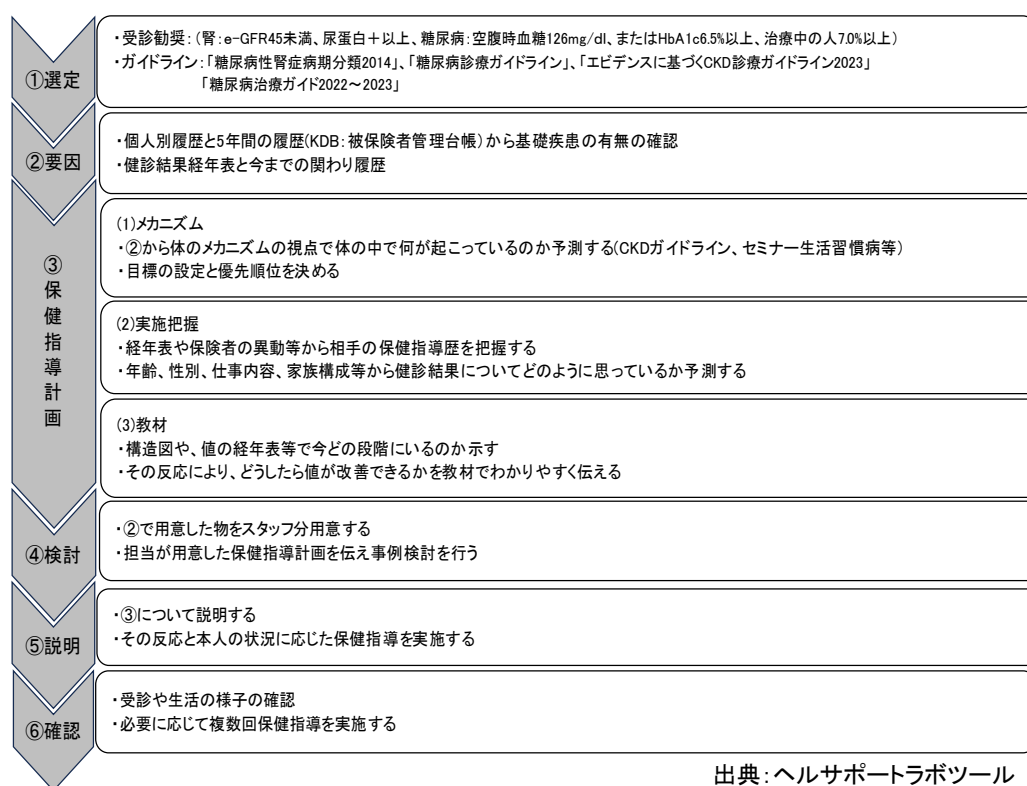 ①選定
・受診勧奨:(腎:e-GFR45未満、尿蛋白+以上、糖尿病:空腹時血糖126mg/dl、またはHbA1c6.5%以上、治療中の人7.0%以上)
・ガイドライン:「糖尿病性腎症病期分類2014」、「糖尿病診療ガイドライン」、「エビデンスに基づくCKD診療ガイドライン2023」
「糖尿病治療ガイド2022～2023」
②要因
・個人別履歴と5年間の履歴(KDB:被保険者管理台帳)から基礎疾患の有無の確認
・健診結果経年表と今までの関わり履歴
③保健指導計画
(1)メカニズム
・②から体のメカニズムの視点で体の中で何が起こっているのか予測する(CKDガイドライン、セミナー生活習慣病等)
・目標の設定と優先順位を決める
(2)実施把握
・経年表や保険者の異動等から相手の保健指導歴を把握する
・年齢、性別、仕事内容、家族構成等から健診結果についてどのように思っているか予測する
(3)教材
・構造図や、値の経年表等で今どの段階にいるのか示す
・その反応により、どうしたら値が改善できるかを教材でわかりやすく伝える
④検討
・②で用意した物をスタッフ分用意する
・担当が用意した保健指導計画を伝え事例検討を行う
⑤説明
・③について説明する
・その反応と本人の状況に応じた保健指導を実施する
⑥確認
・受診や生活の様子の確認
・必要に応じて複数回保健指導を実施する
出典:ヘルサポートラボツール